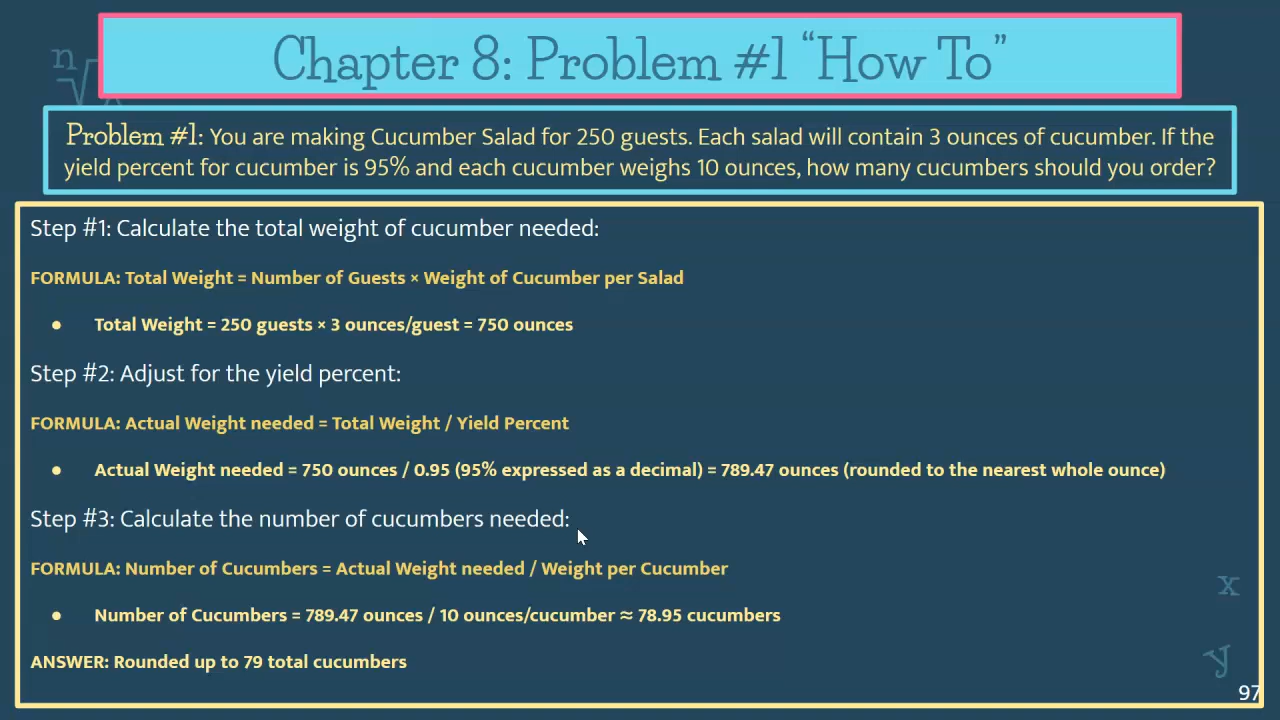 n
√x
Chapter 8: Problem #1 “How To”
Problem #1: You are making Cucumber Salad for 250 guests. Each salad will contain 3 ounces of cucumber. If the
yield percent for cucumber is 95% and each cucumber weighs 10 ounces, how many cucumbers should you order?
Step #1: Calculate the total weight of cucumber needed:
FORMULA: Total Weight = Number of Guests × Weight of Cucumber per Salad
● Total Weight = 250 guests × 3 ounces/guest = 750 ounces
Step #2: Adjust for the yield percent:
FORMULA: Actual Weight needed = Total Weight / Yield Percent
● Actual Weight needed = 750 ounces / 0.95 (95% expressed as a decimal) = 789.47 ounces (rounded to the nearest whole ounce)
Step #3: Calculate the number of cucumbers needed:
FORMULA: Number of Cucumbers = Actual Weight needed / Weight per Cucumber
● Number of Cucumbers = 789.47 ounces / 10 ounces/cucumber ≈ 78.95 cucumbers
ANSWER: Rounded up to 79 total cucumbers
x
y
97